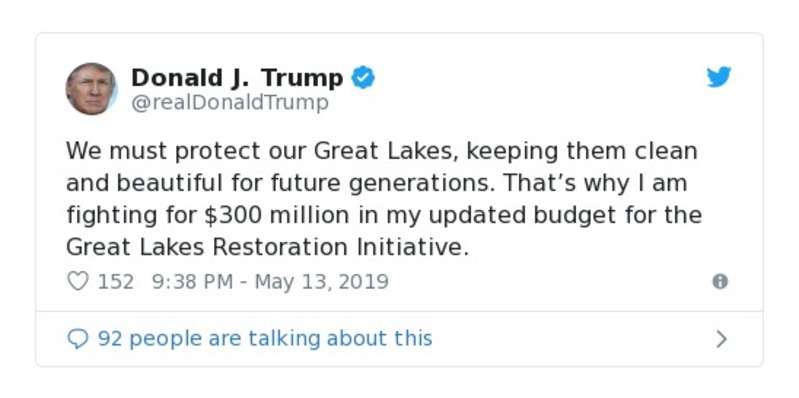 Donald J. Trump
@realDonaldTrump
We must protect our Great Lakes, keeping them clean
and beautiful for future generations. That’s why I am
fighting for $300 million in my updated budget for the
Great Lakes Restoration Initiative.
152 9:38 PM - May 13, 2019
92 people are talking about this